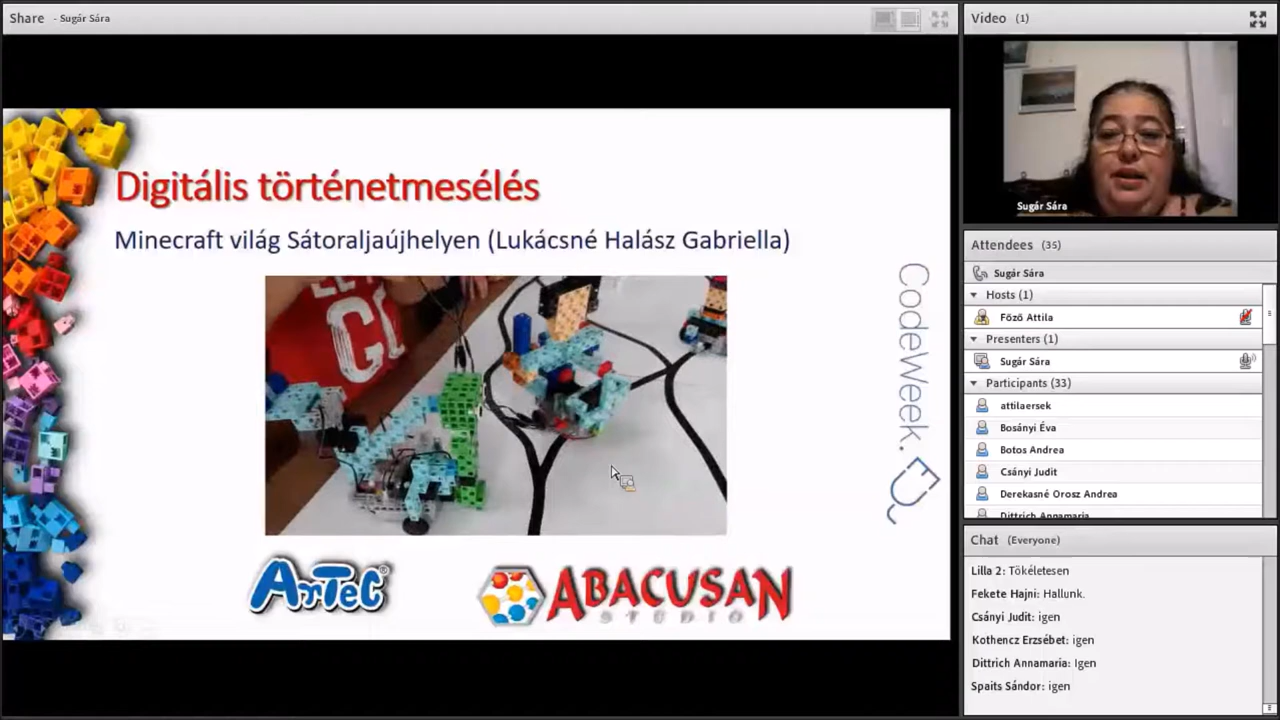 Share - Sugár Sára
Digitális történetmesélés
Minecraft világ Sátoraljaújhelyen (Lukácsné Halász Gabriella)
CodeWeek.
ArTeC®
ABACUSAN
STUDIO
Video (1)
Sugár Sára
Attendees (35)
Sugár Sára
Hosts (1)
Főző Attila
Presenters (1)
Sugár Sára
Participants (33)
attilaersek
Bosányi Éva
Botos Andrea
Csányi Judit
Derekasné Orosz Andrea
Dittrich Annamaria
Chat (Everyone)
Lilla 2: Tökéletesen
Fekete Hajni: Hallunk.
Csányi Judit: igen
Kothencz Erzsébet: igen
Dittrich Annamaria: Igen
Spaits Sándor: igen